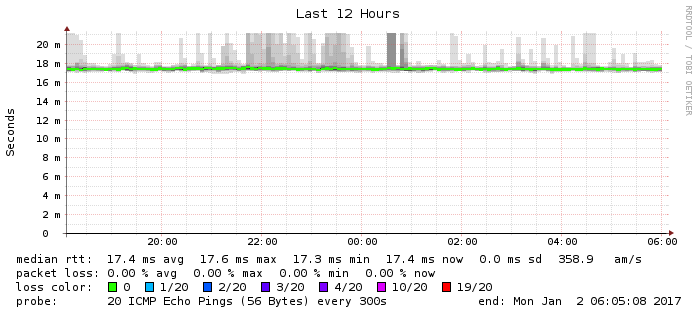 Last 12 Hours
RRDTOOL / TOBI OETIKER
Seconds
20 m
18 m
16 m
14 m
12 m
10 m
8 m
6 m
4 m
2 m
0
20:00 22:00 00:00 02:00 04:00 06:00
median rtt: 17.4 ms avg 17.6 ms max 17.3 ms min 17.4 ms now 0.0 ms sd 358.9 am/s
packet loss: 0.00 % avg 0.00 % max 0.00 % min 0.00 % now
loss color: 0 1/20 2/20 3/20 4/20 10/20 19/20
probe: 20 ICMP Echo Pings (56 Bytes) every 300s end: Mon Jan 2 06:05:08 2017